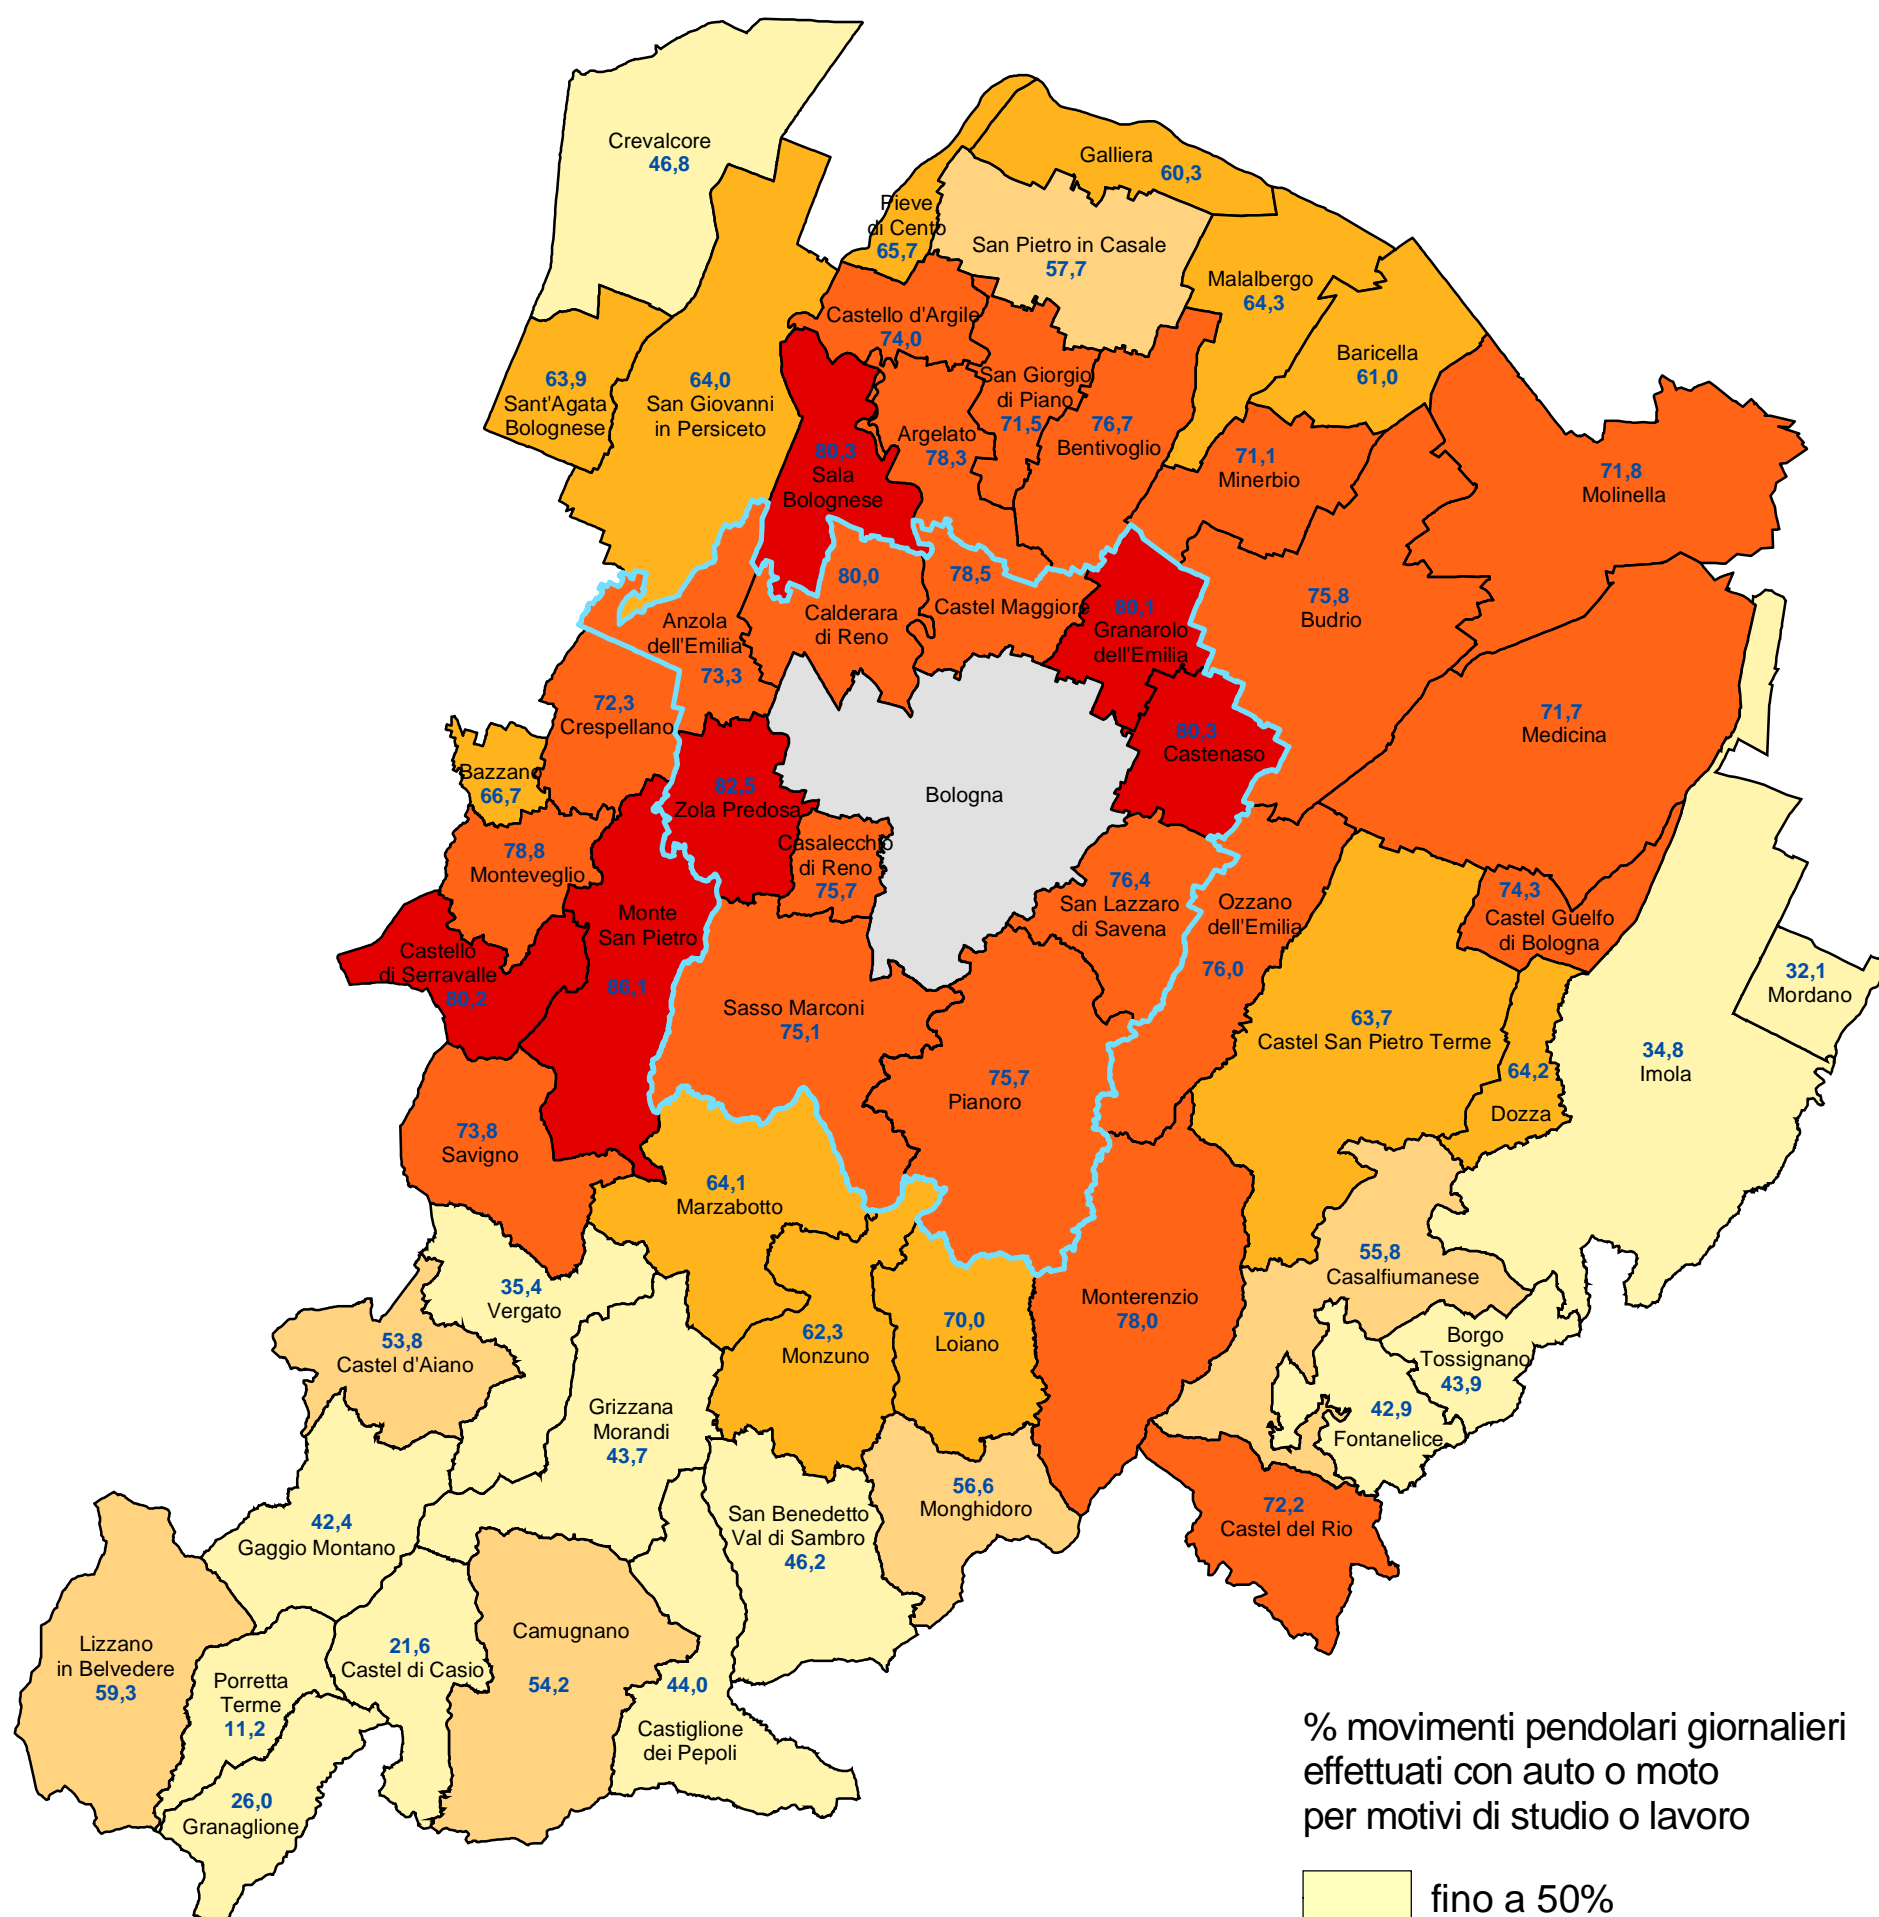 Crevalcore
46,8
Galliera
60,3
Pieve
di Cento
65,7
San Pietro in Casale
57,7
Malalbergo
64,3
Castello d'Argile
74,0
Baricella
61,0
63,9
Sant'Agata
Bolognese
64,0
San Giovanni
in Persiceto
San Giorgio
di Piano
71,5
76,7
Bentivoglio
Argelato
78,3
80,3
Sala
Bolognese
71,1
Minerbio
71,8
Molinella
80,0
Calderara
di Reno
78,5
Castel Maggiore
80,1
Granarolo
dell'Emilia
75,8
Budrio
Anzola
dell'Emilia
73,3
72,3
Crespellano
71,7
Medicina
80,3
Castenaso
Bazzano
66,7
82,5
Zola Predosa
Bologna
Casalecchio
di Reno
75,7
78,8
Monteveglio
76,4
San Lazzaro
di Savena
Ozzano
dell'Emilia
76,0
74,3
Castel Guelfo
di Bologna
Monte
San Pietro
86,1
Castello
di Serravalle
80,2
32,1
Mordano
Sasso Marconi
75,1
63,7
Castel San Pietro Terme
34,8
Imola
64,2
Dozza
75,7
Pianoro
73,8
Savigno
64,1
Marzabotto
55,8
Casalfiumanese
35,4
Vergato
Monterenzio
78,0
62,3
Monzuno
70,0
Loiano
53,8
Castel d'Aiano
Borgo
Tossignano
43,9
Grizzana
Morandi
43,7
42,9
Fontanelice
56,6
Monghidoro
72,2
Castel del Rio
San Benedetto
Val di Sambro
46,2
42,4
Gaggio Montano
Camugnano
54,2
21,6
Castel di Casio
Lizzano
in Belvedere
59,3
Porretta
Terme
11,2
44,0
Castiglione
dei Pepoli
26,0
Granaglione
% movimenti pendolari giornalieri
effettuati con auto o moto
per motivi di studio o lavoro
fino a 50%